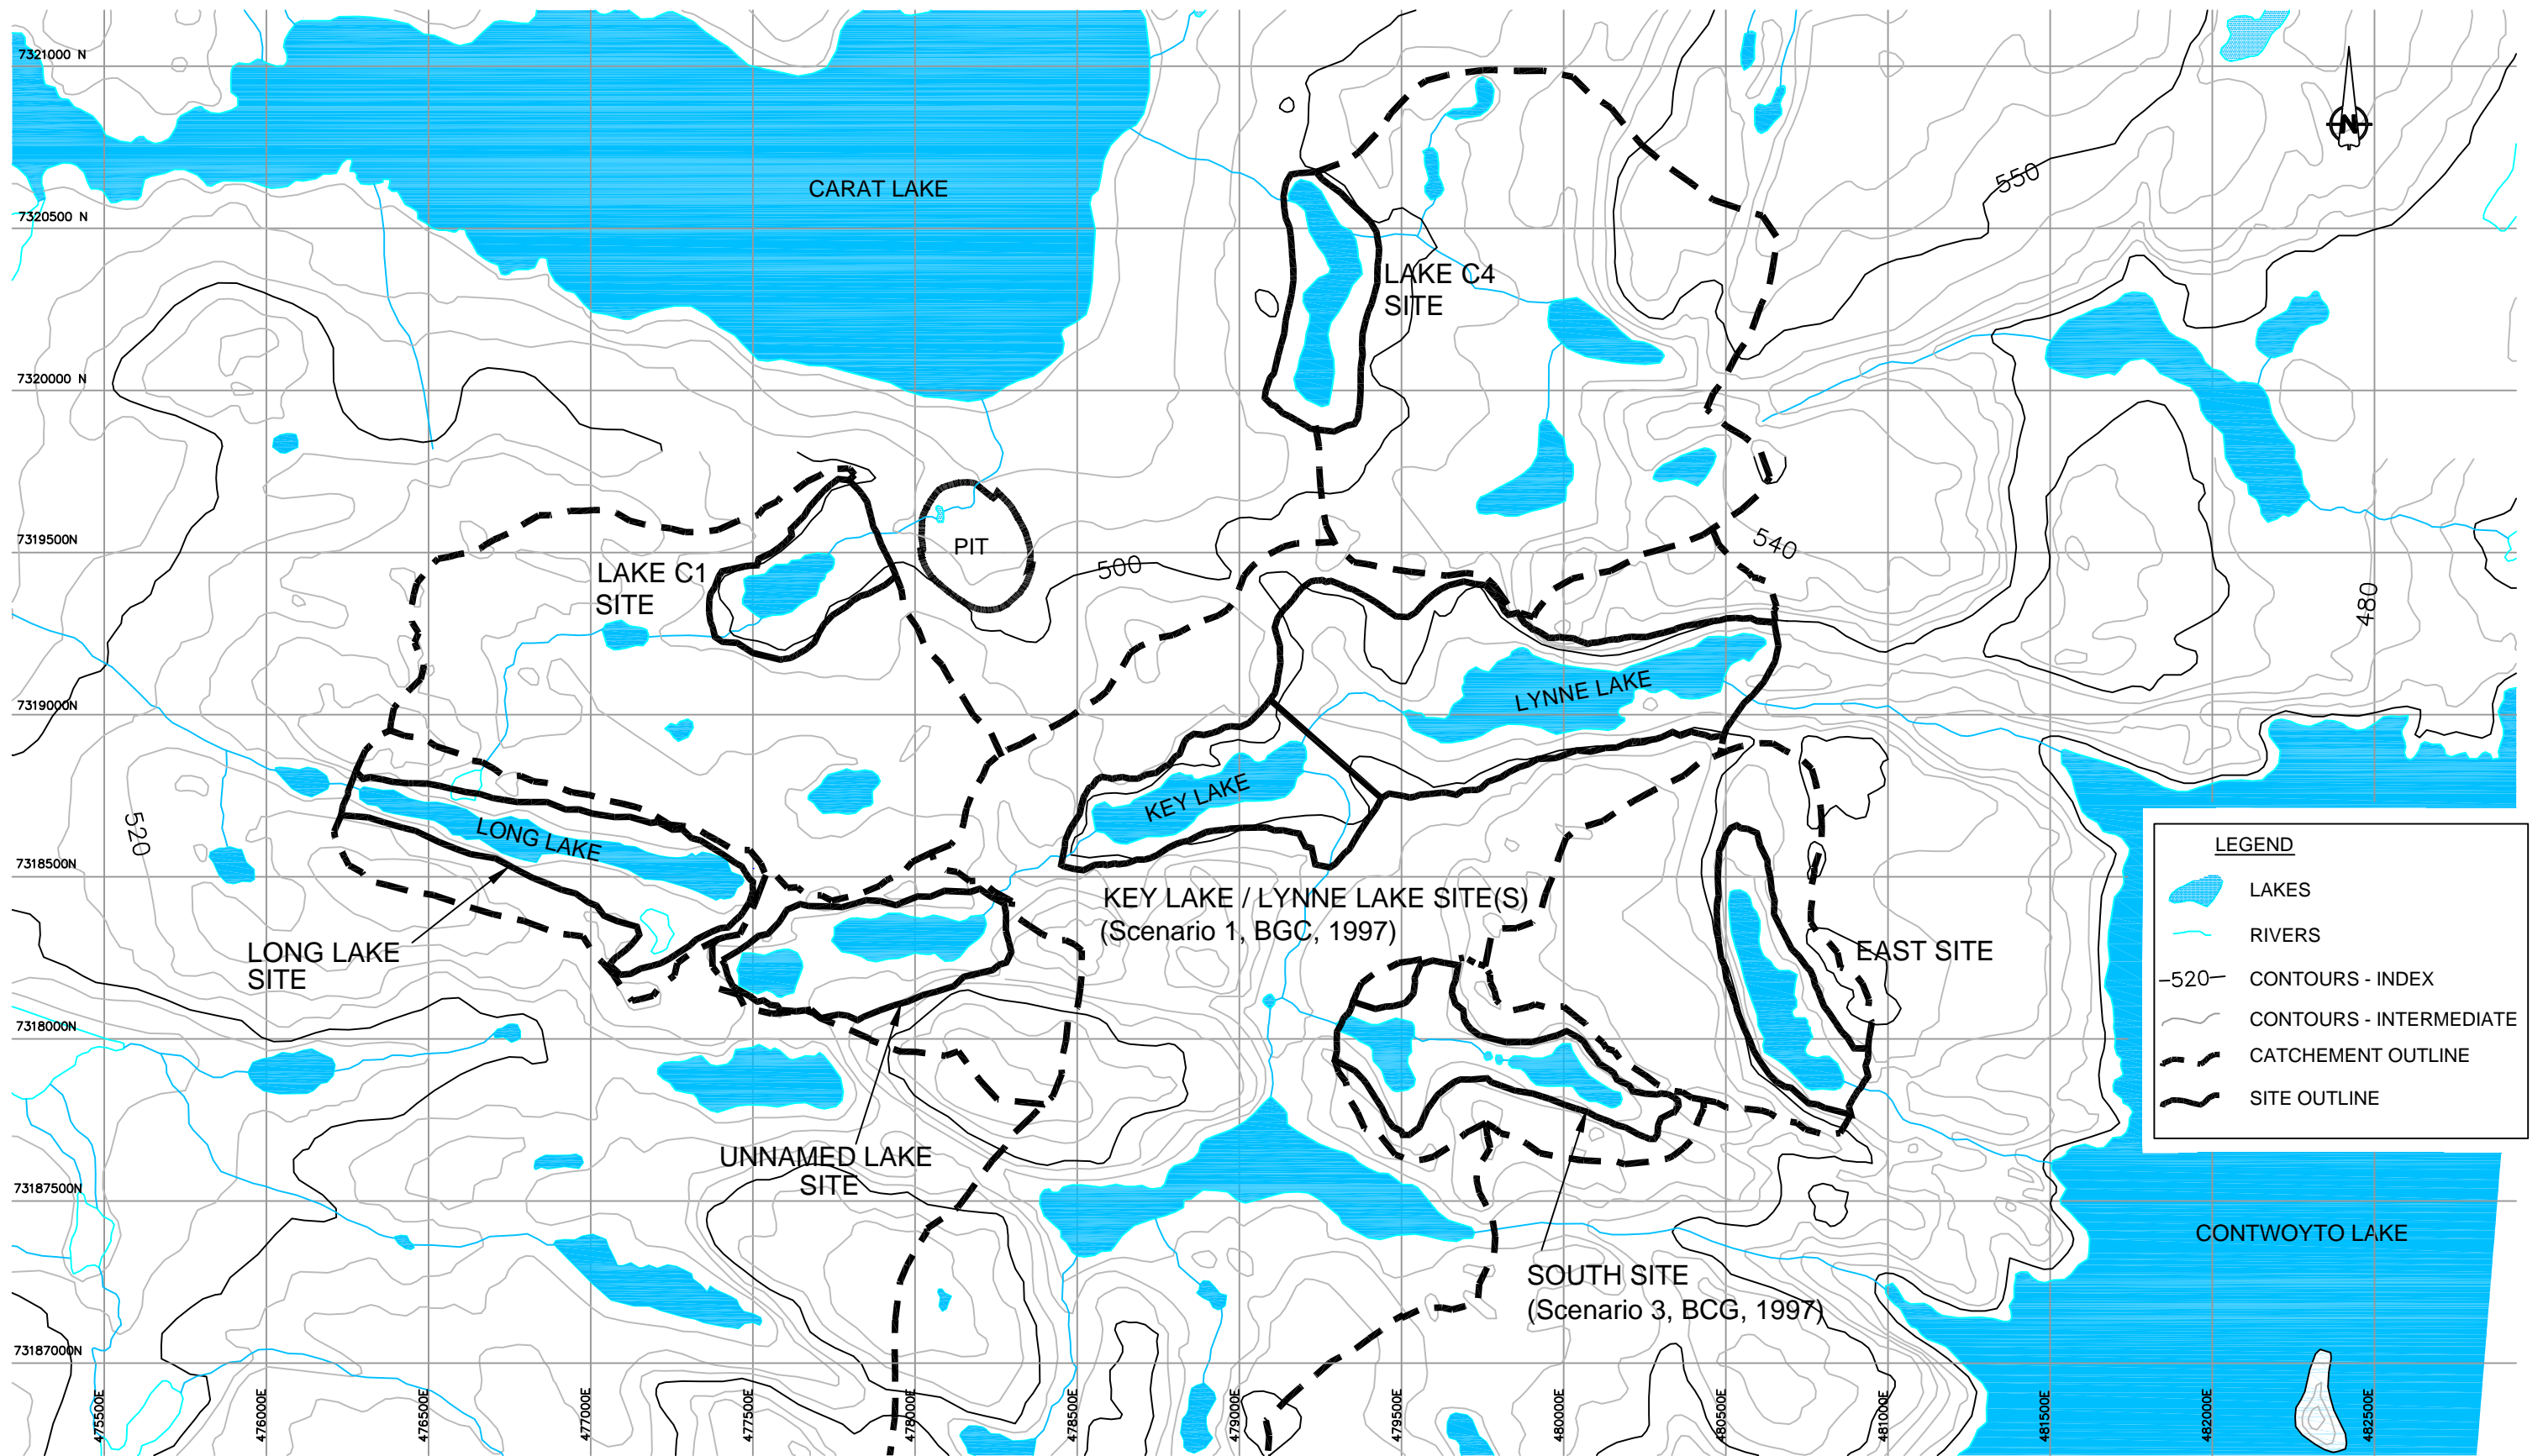 7321000 N
N
CARAT LAKE
550
7320500 N
LAKE C4
SITE
7320000 N
7319500N
PIT
540
500
LAKE C1
SITE
480
7319000N
LYNNE LAKE
KEY LAKE
520
LONG LAKE
7318500N
KEY LAKE / LYNNE LAKE SITE(S)
(Scenario 1, BGC, 1997)
LONG LAKE
SITE
EAST SITE
7318000N
UNNAMED LAKE
SITE
73187500N
SOUTH SITE
(Scenario 3, BCG, 1997)
CONTWOYTO LAKE
73187000N
LEGEND
LAKES
RIVERS
520 CONTOURS - INDEX
CONTOURS - INTERMEDIATE
CATCHEMENT OUTLINE
SITE OUTLINE
475500E
476000E
476500E
477000E
477500E
478000E
478500E
479000E
479500E
480000E
480500E
481000E
481500E
482000E
482500E